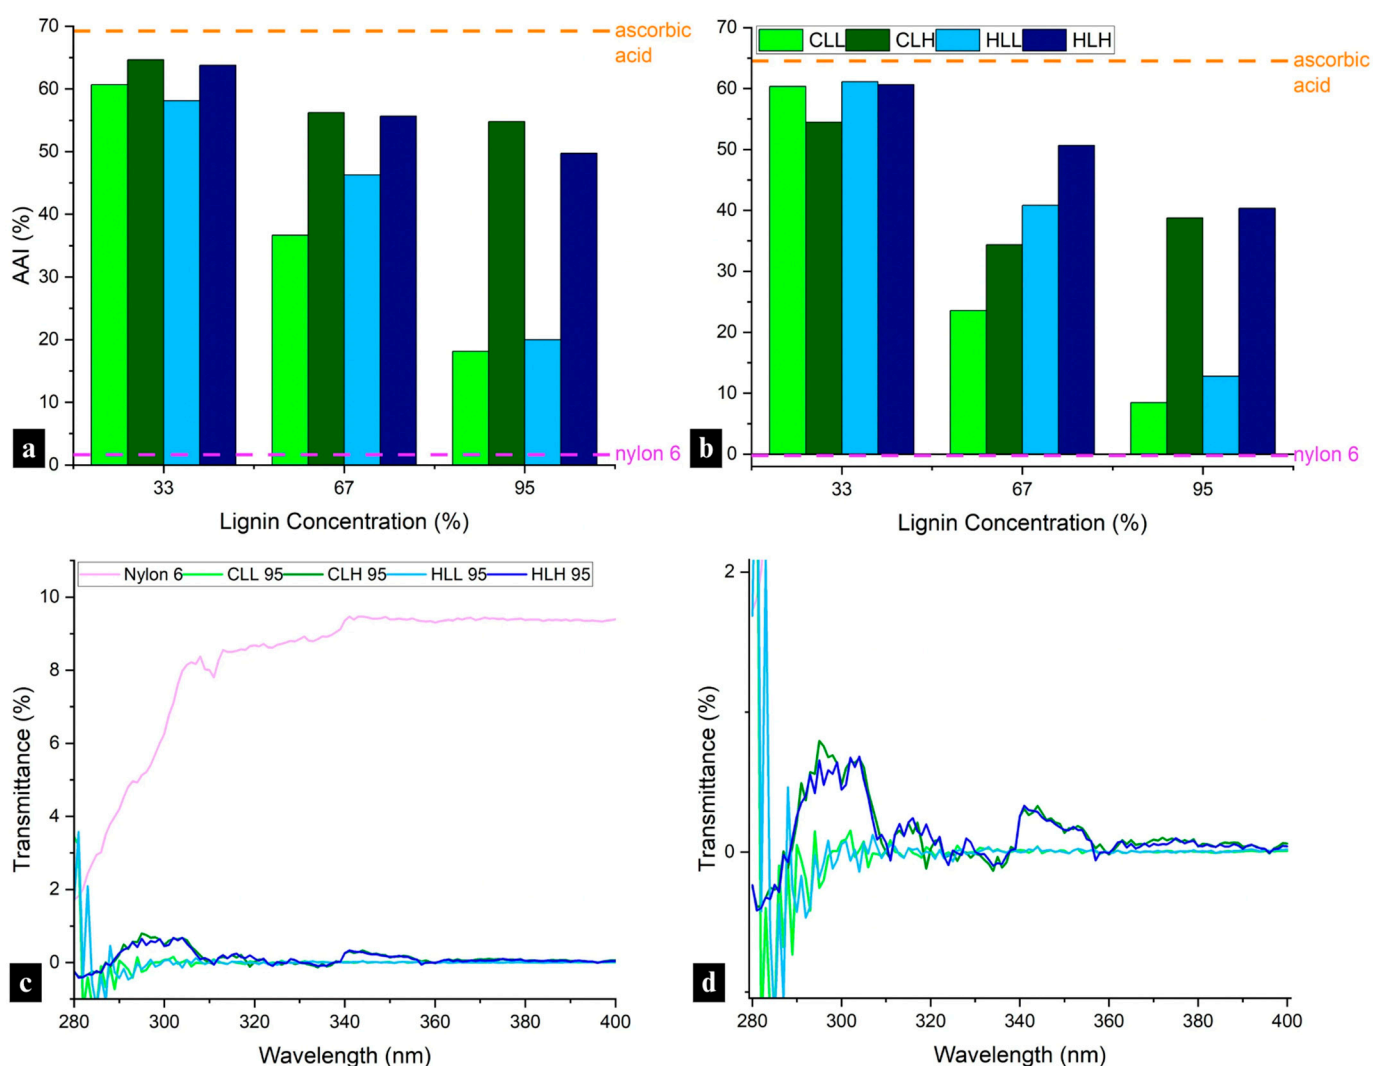 70
60
50
40
30
20
10
0
AAI (%)
ascorbic
acid
nylon 6
a
33
67
95
Lignin Concentration (%)
70
60
50
40
30
20
10
0
CLL
CLH
HLL
HLH
ascorbic
acid
nylon 6
b
33
67
95
Lignin Concentration (%)
Nylon 6
CLL 95
CLH 95
HLL 95
HLH 95
10
8
6
4
2
0
Transmittance (%)
c
280
300
320
340
360
380
400
Wavelength (nm)
2
0
Transmittance (%)
d
280
300
320
340
360
380
400
Wavelength (nm)